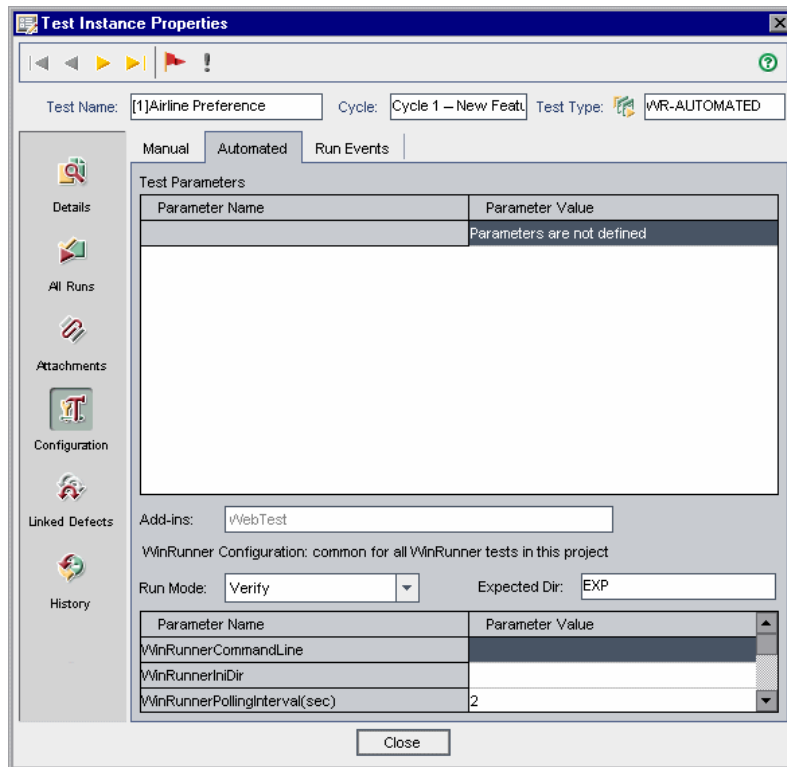 Test Instance Properties
Test Name: [1]Airline Preference Cycle: Cycle 1 – New Featu Test Type: WR-AUTOMATED
Manual Automated Run Events
Details
All Runs
Attachments
Configuration
Linked Defects
History
Test Parameters
Parameter Name Parameter Value
Parameters are not defined
Add-ins: WebTest
WinRunner Configuration: common for all WinRunner tests in this project
Run Mode: Verify Expected Dir: EXP
Parameter Name Parameter Value
WinRunnerCommandLine
WinRunnerIniDir
WinRunnerPollingInterval(sec) 2
Close